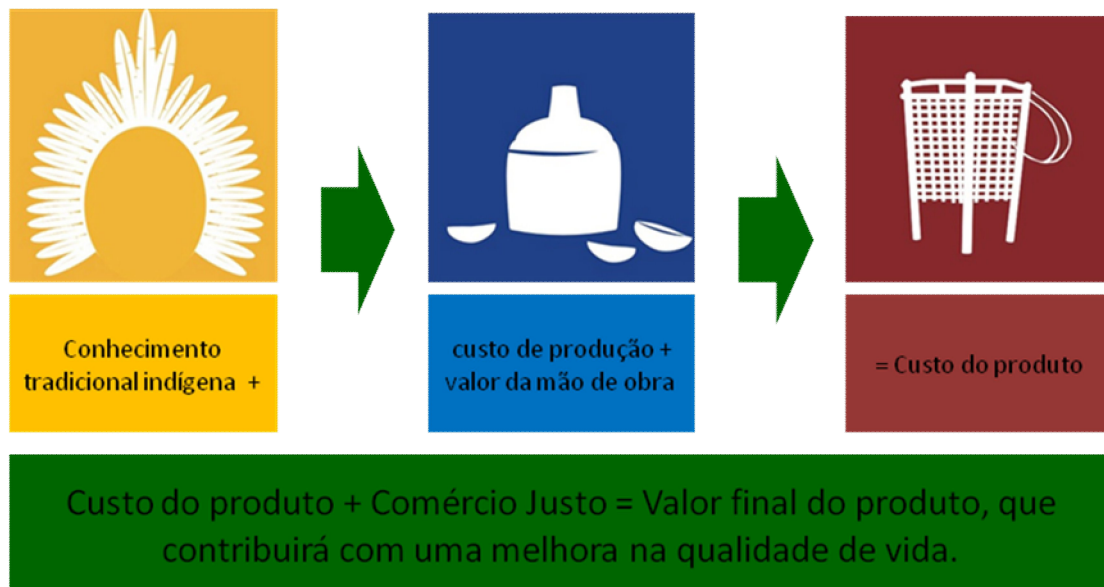 Conhecimento
tradicional indígena +
custo de produção +
valor da mão de obra
= Custo do produto
Custo do produto + Comércio Justo = Valor final do produto, que
contribuirá com uma melhora na qualidade de vida.